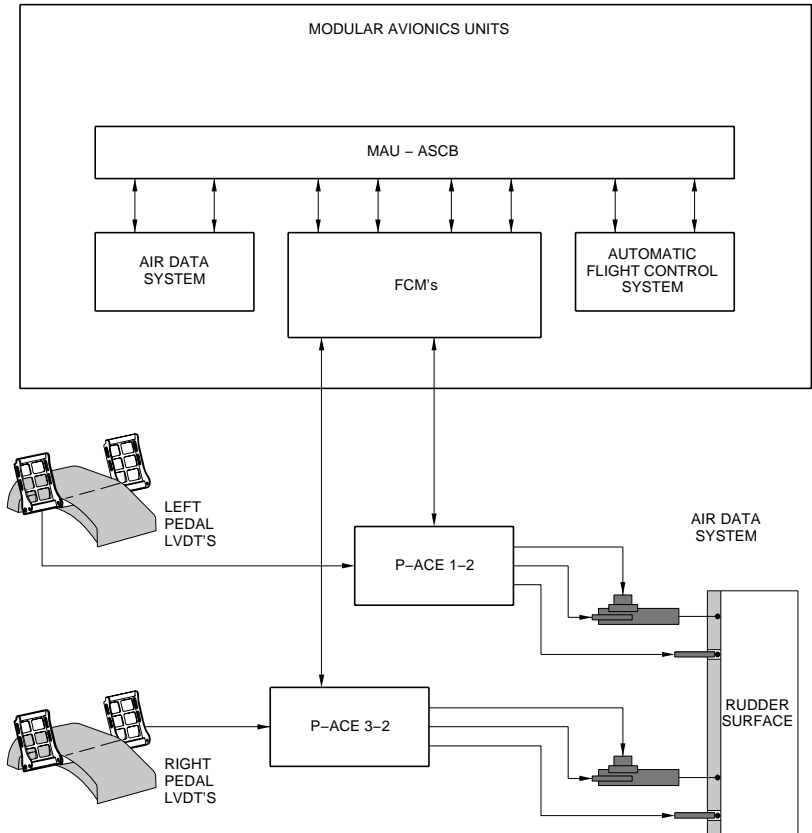 MODULAR AVIONICS UNITS
MAU – ASCB
AIR DATA
SYSTEM
FCM's
AUTOMATIC
FLIGHT CONTROL
SYSTEM
LEFT
PEDAL
LVDT'S
P–ACE 1–2
AIR DATA
SYSTEM
P–ACE 3–2
RUDDER
SURFACE
RIGHT
PEDAL
LVDT'S